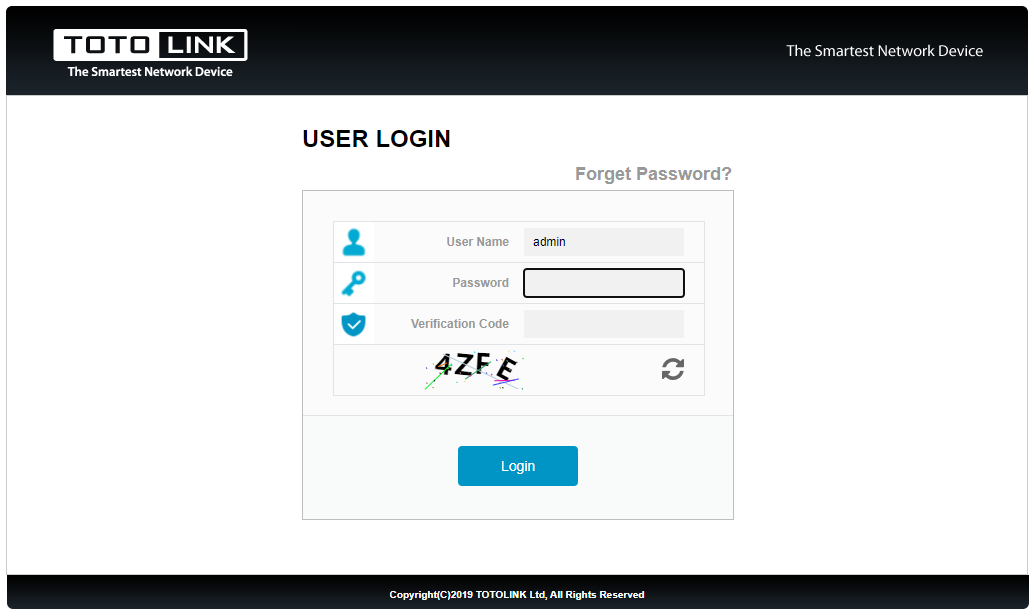 TOTO LINK
The Smartest Network Device
The Smartest Network Device
USER LOGIN
Forget Password?
User Name admin
Password
Verification Code
4ZFE
Login
Copyright(C)2019 TOTOLINK Ltd, All Rights Reserved